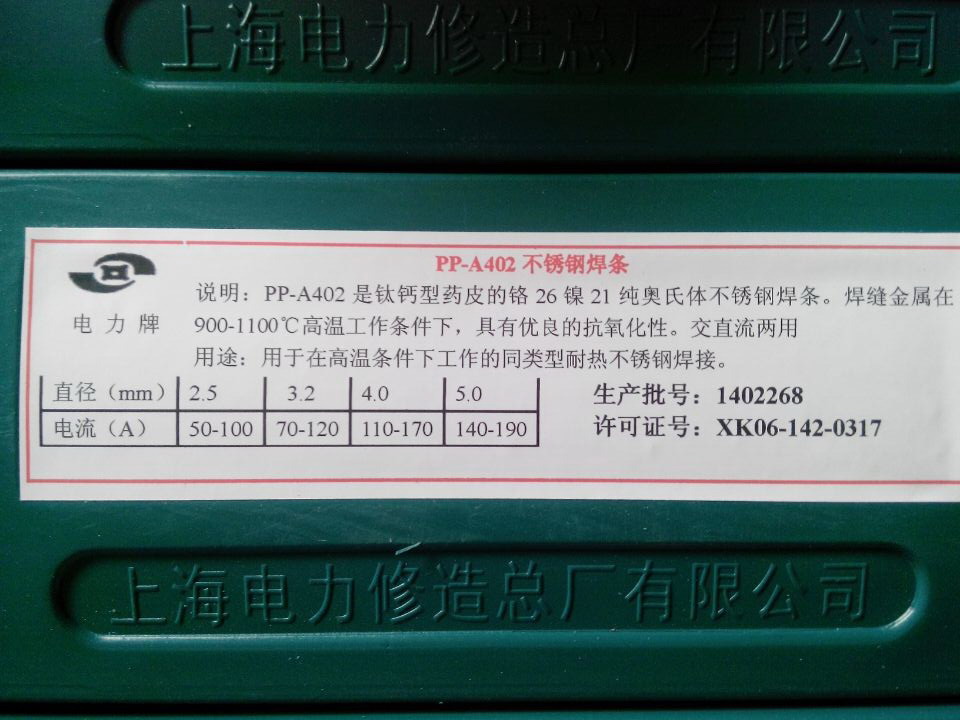 上海电力修造总厂有限公司
PP-A402 不锈钢焊条
说明：PP-A402 是钛钙型药皮的铬 26 镍 21 纯奥氏体不锈钢焊条。焊缝金属在
电力牌
900-1100℃高温工作条件下，具有优良的抗氧化性。交直流两用
用途：用于在高温条件下工作的同类型耐热不锈钢焊接。
直径（mm） 2.5 3.2 4.0 5.0
生产批号：1402268
电流（A） 50-100 70-120 110-170 140-190
许可证号：XK06-142-0317
上海电力修造总厂有限公司